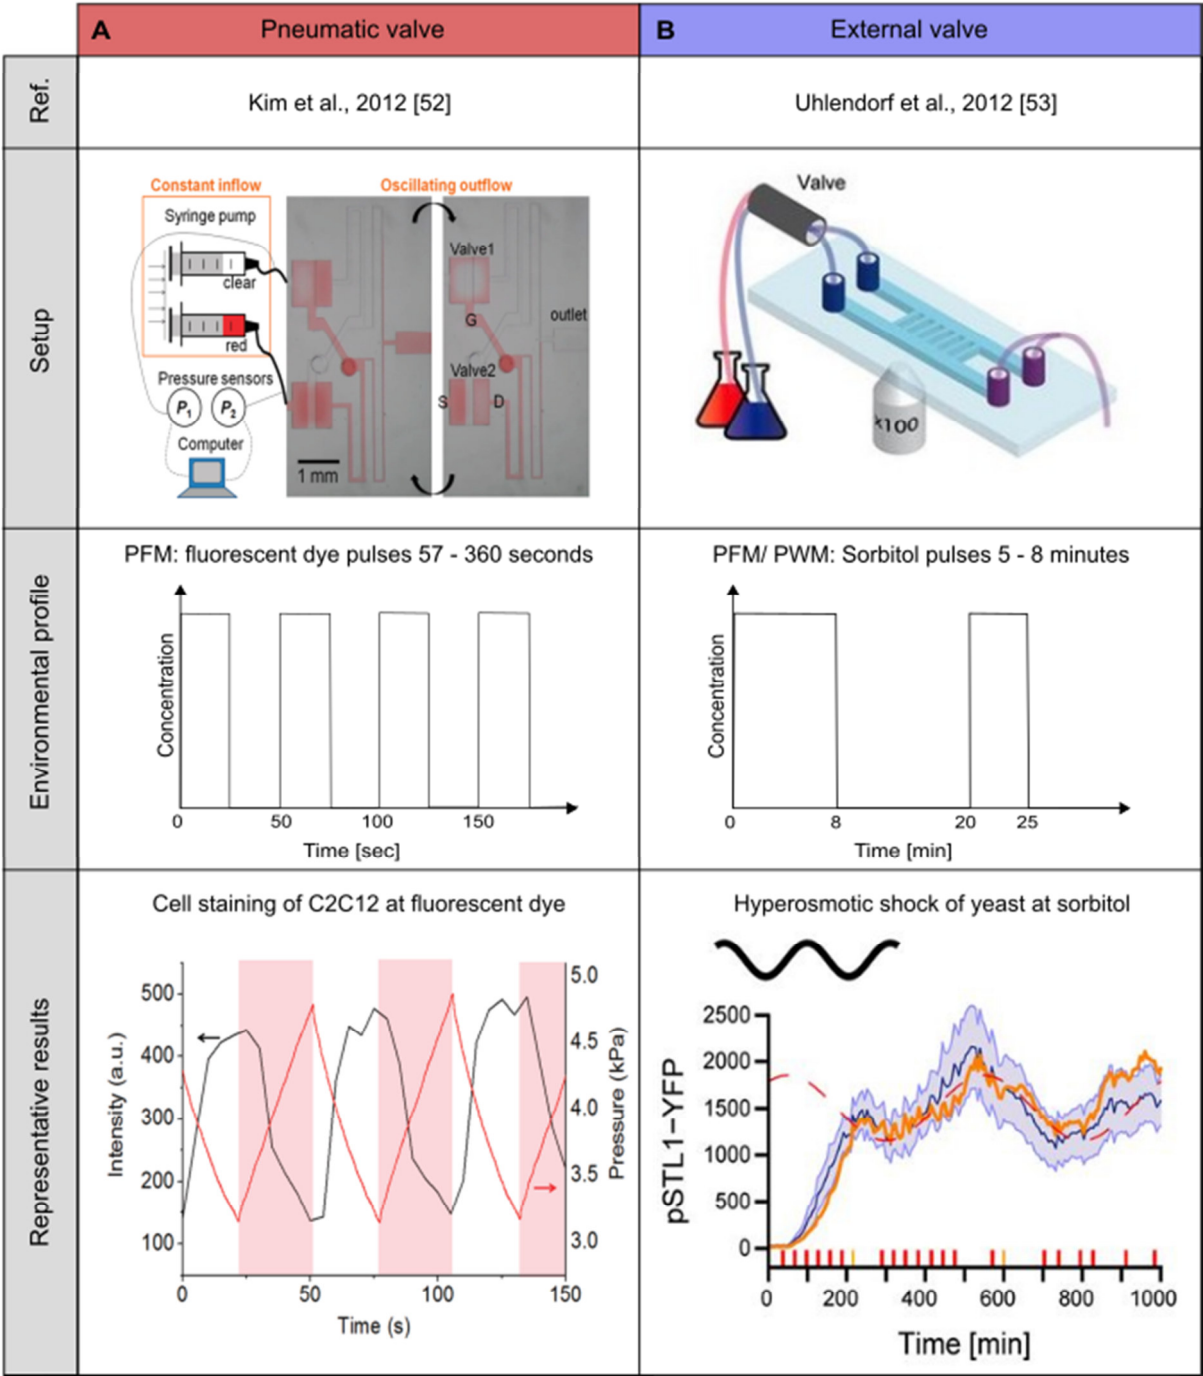 A Pneumatic valve
B External valve
Ref.
Kim et al., 2012 [52]
Uhlendorf et al., 2012 [53]
Setup
Constant inflow
Oscillating outflow
Syringe pump
clear
red
Pressure sensors
P1 P2
Computer
1 mm
Valve1
G
outlet
Valve2
S D
Valve
x100
Environmental profile
PFM: fluorescent dye pulses 57 - 360 seconds
Concentration
0 50 100 150
Time [sec]
PFM/ PWM: Sorbitol pulses 5 - 8 minutes
Concentration
0 8 20 25
Time [min]
Representative results
Cell staining of C2C12 at fluorescent dye
Intensity (a.u.)
500
400
300
200
100
5.0
4.5
4.0
3.5
3.0
Pressure (kPa)
0 50 100 150
Time (s)
Hyperosmotic shock of yeast at sorbitol
pSTL1-YFP
2500
2000
1500
1000
500
0
0 200 400 600 800 1000
Time [min]